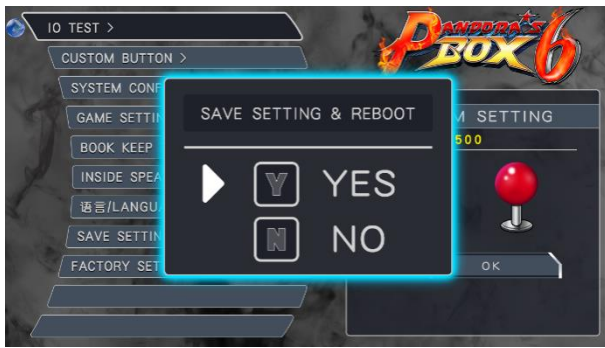 IO TEST >
PANDORA'S
BOX 6
CUSTOM BUTTON >
SYSTEM CONF
GAME SETTIN
BOOK KEEP
INSIDE SPEA
语言/LANGUA
SAVE SETTIN
FACTORY SET
SAVE SETTING & REBOOT
Y YES
N NO
M SETTING
500
OK